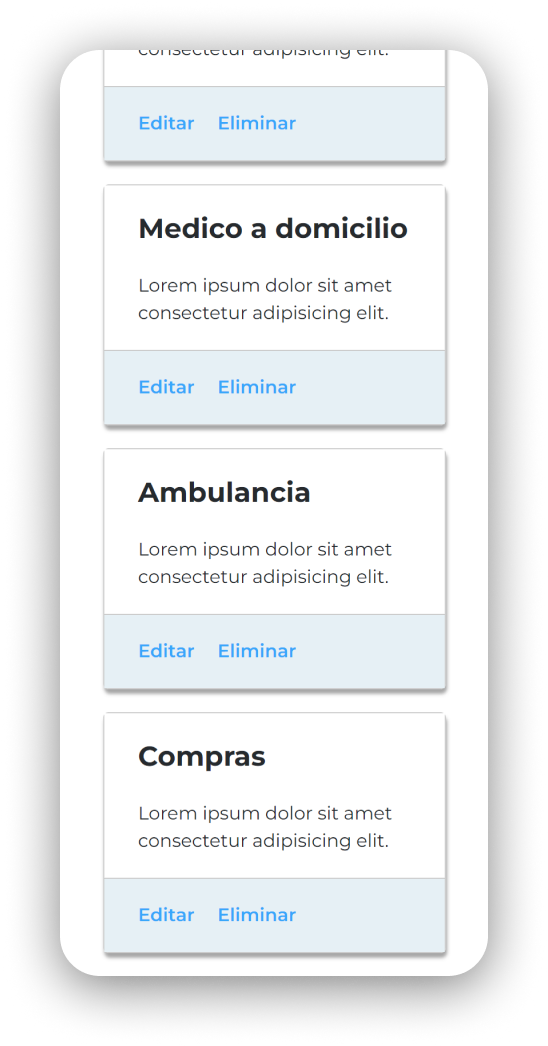 consectetur adipisicing elit.
Editar Eliminar
Medico a domicilio
Lorem ipsum dolor sit amet
consectetur adipisicing elit.
Editar Eliminar
Ambulancia
Lorem ipsum dolor sit amet
consectetur adipisicing elit.
Editar Eliminar
Compras
Lorem ipsum dolor sit amet
consectetur adipisicing elit.
Editar Eliminar